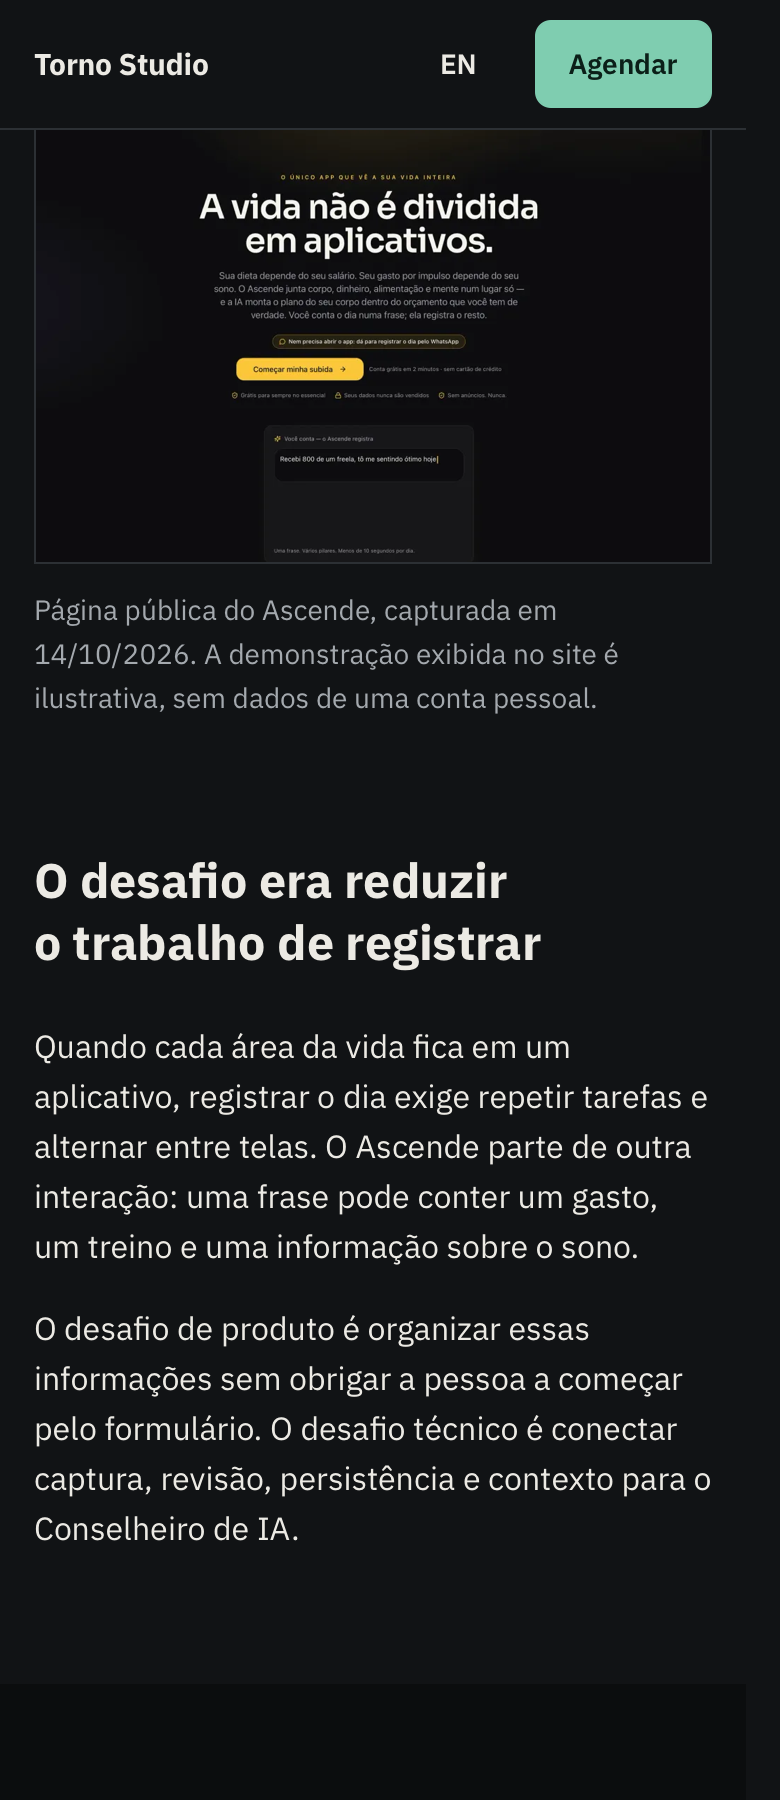 Torno Studio
EN
Agendar
O ÚNICO APP QUE VÊ A SUA VIDA INTEIRA
A vida não é dividida
em aplicativos.
Sua dieta depende do seu salário. Seu gasto por impulso depende do seu
sono. O Ascende junta corpo, dinheiro, alimentação e mente num lugar só —
e a IA monta o plano do seu corpo dentro do orçamento que você tem de
verdade. Você conta o dia numa frase; ela registra o resto.
Nem precisa abrir o app: dá para registrar o dia pelo WhatsApp
Começar minha subida →
Conta grátis em 2 minutos · sem cartão de crédito
Grátis para sempre no essencial
Seus dados nunca são vendidos
Sem anúncios. Nunca
Você conta — o Ascende registra
Recebi 800 de um freela, tô me sentindo ótimo hoje
Uma frase. Vários pilares. Menos de 10 segundos por dia.
Página pública do Ascende, capturada em
14/10/2026. A demonstração exibida no site é
ilustrativa, sem dados de uma conta pessoal.
O desafio era reduzir
o trabalho de registrar
Quando cada área da vida fica em um
aplicativo, registrar o dia exige repetir tarefas e
alternar entre telas. O Ascende parte de outra
interação: uma frase pode conter um gasto,
um treino e uma informação sobre o sono.
O desafio de produto é organizar essas
informações sem obrigar a pessoa a começar
pelo formulário. O desafio técnico é conectar
captura, revisão, persistência e contexto para o
Conselheiro de IA.